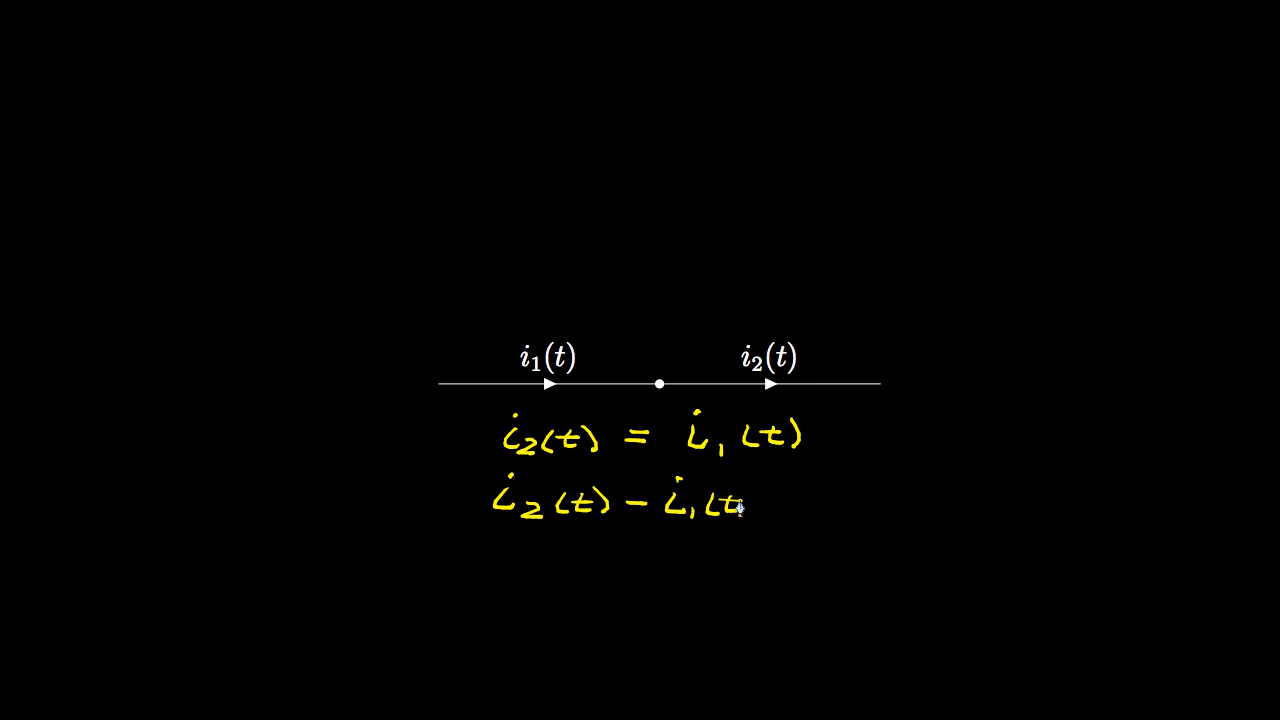 i₁(t) i₂(t)
i₂(t) = i₁(t)
i₂(t) - i₁(t